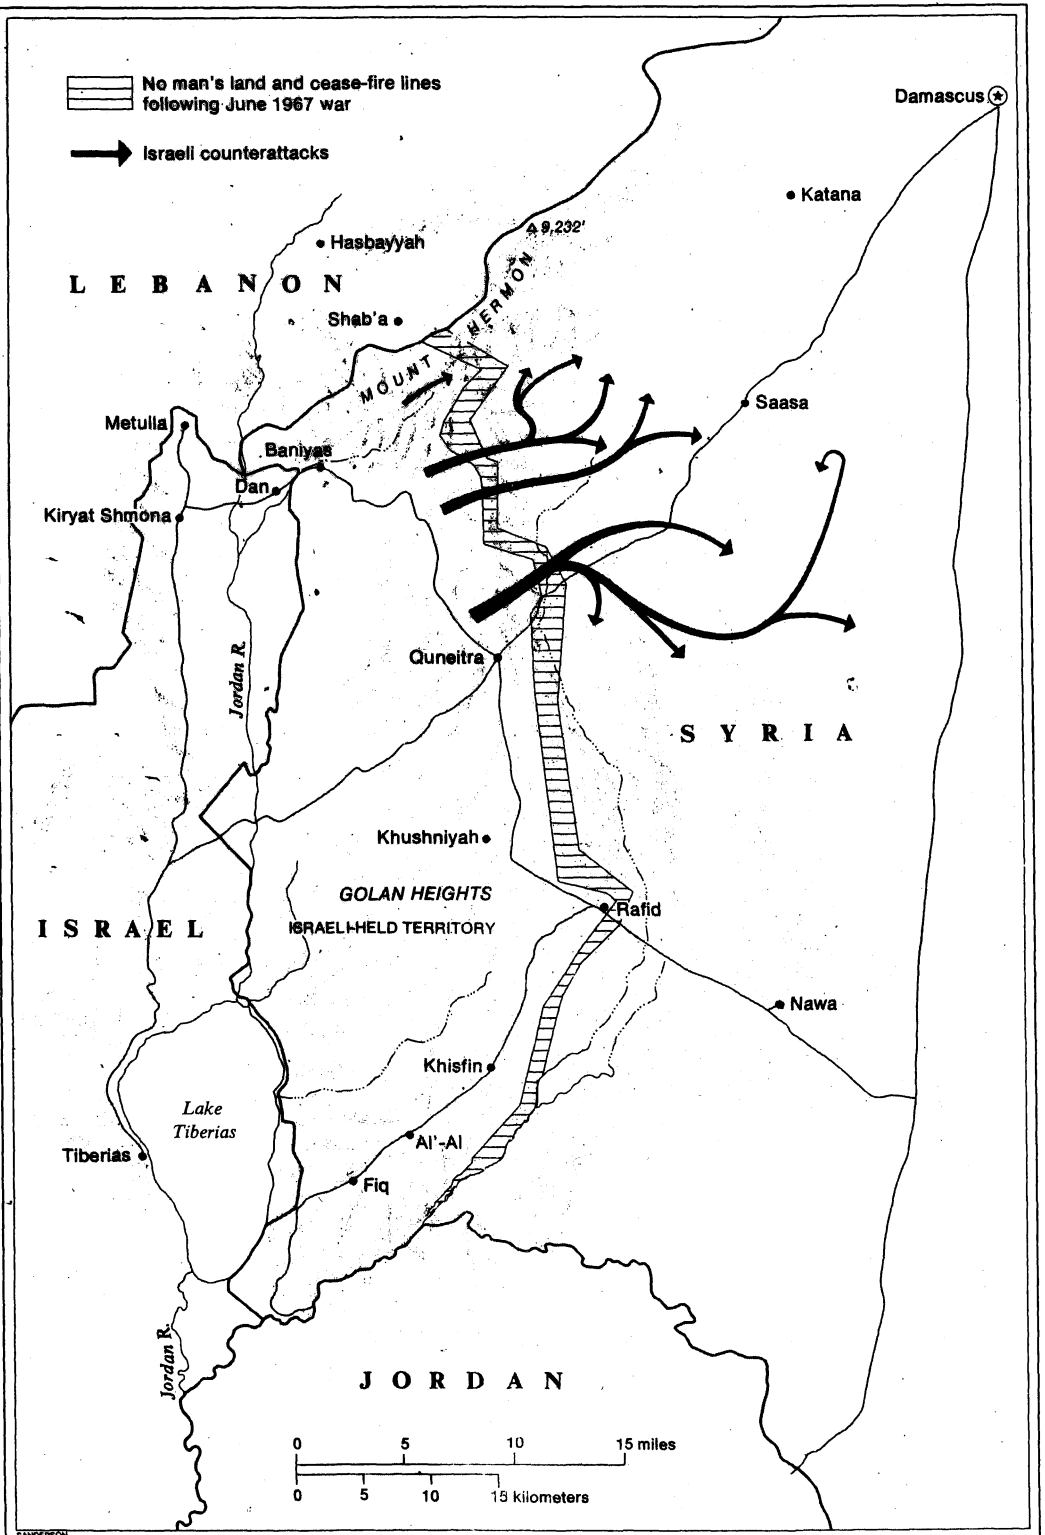 No man's land and cease-fire lines
following June 1967 war
Israeli counterattacks
Damascus
Katana
9,232'
Hasbayyah
LEBANON
Shab'a
MOUNT HERMON
Metulla
Saasa
Baniyas
Dan
Kiryat Shmona
Jordan R.
Quneitra
SYRIA
Khushniyah
GOLAN HEIGHTS
ISRAELI-HELD TERRITORY
Rafid
ISRAEL
Nawa
Khisfin
Lake
Tiberias
Al'-Al
Tiberias
Fiq
Jordan R.
JORDAN
0 5 10 15 miles
0 5 10 15 kilometers
SANDERSON